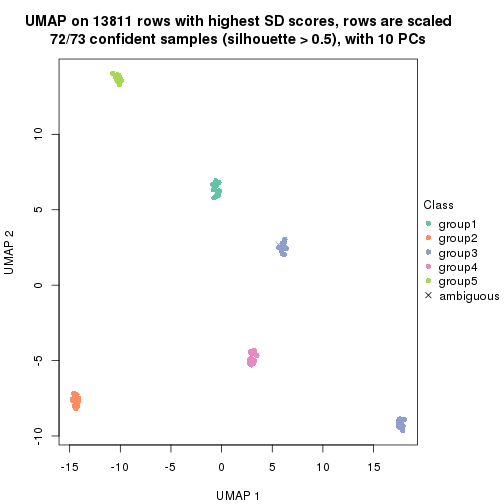 UMAP on 13811 rows with highest SD scores, rows are scaled
72/73 confident samples (silhouette > 0.5), with 10 PCs
10
5
0
-5
-10
UMAP 2
-15 -10 -5 0 5 10 15
UMAP 1
Class
group1
group2
group3
group4
group5
ambiguous